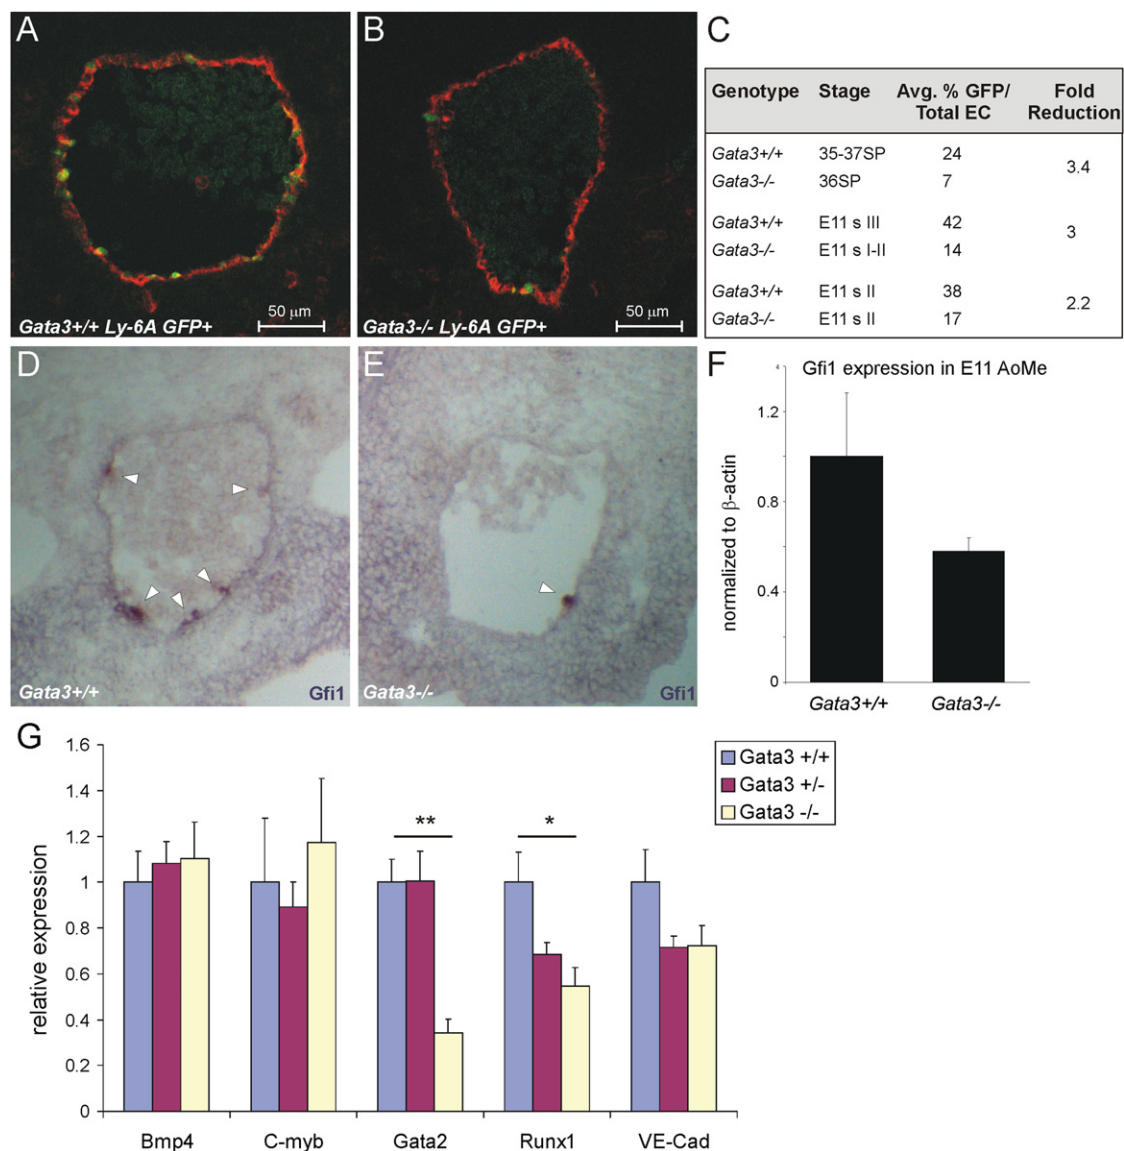 A
Gata3+/+ Ly-6A GFP+
50 µm
B
Gata3-/- Ly-6A GFP+
50 µm
C
Genotype Stage Avg. % GFP/ Total EC Fold Reduction
Gata3+/+ 35-37SP 24 3.4
Gata3-/- 36SP 7
Gata3+/+ E11 s III 42 3
Gata3-/- E11 s I-II 14
Gata3+/+ E11 s II 38 2.2
Gata3-/- E11 s II 17
D
Gata3+/+
Gfi1
E
Gata3-/-
Gfi1
F
Gfi1 expression in E11 AoMe
normalized to β-actin
1.2
0.8
0.4
0
Gata3+/+ Gata3-/-
G
relative expression
1.6
1.4
1.2
1
0.8
0.6
0.4
0.2
0
** *
Gata3 +/+
Gata3 +/-
Gata3 -/-
Bmp4 C-myb Gata2 Runx1 VE-Cad